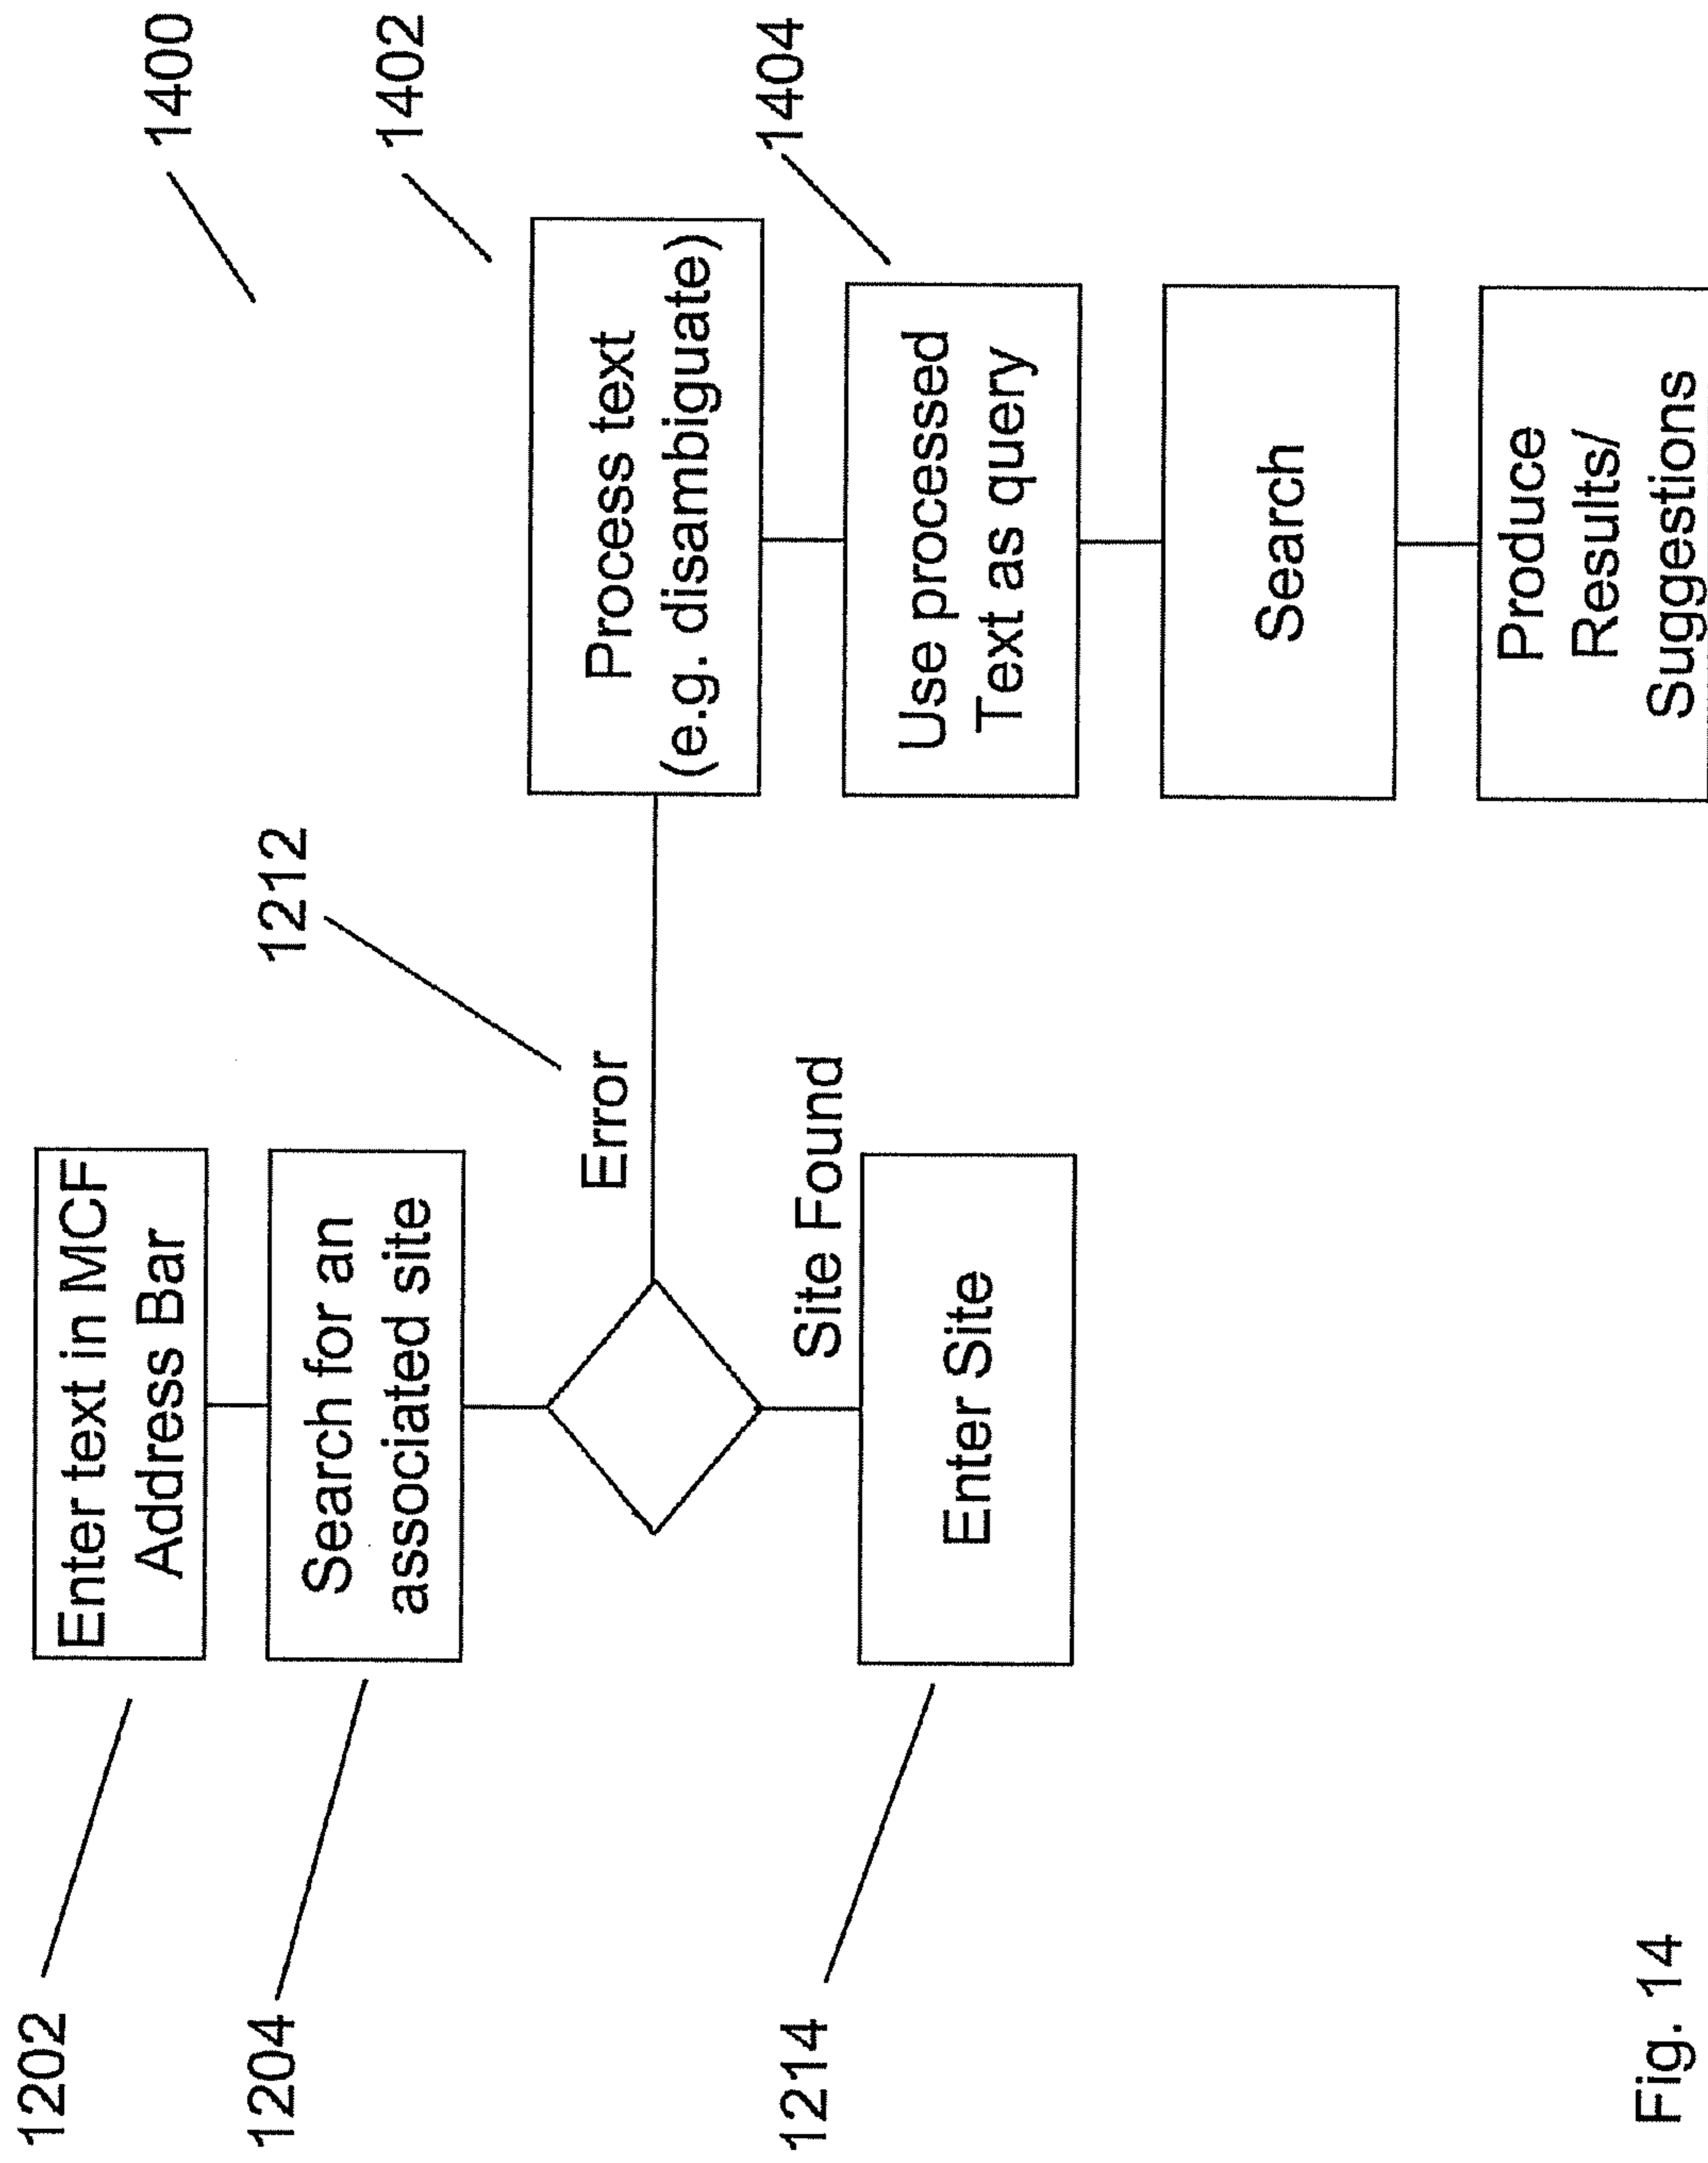 1400
1202
Enter text in MCF
Address Bar
1204
Search for an
associated site
1212
Error
1402
Process text
(e.g. disambiguate)
1404
Use processed
Text as query
Site Found
1214
Enter Site
Search
Produce
Results/
Suggestions
Fig. 14